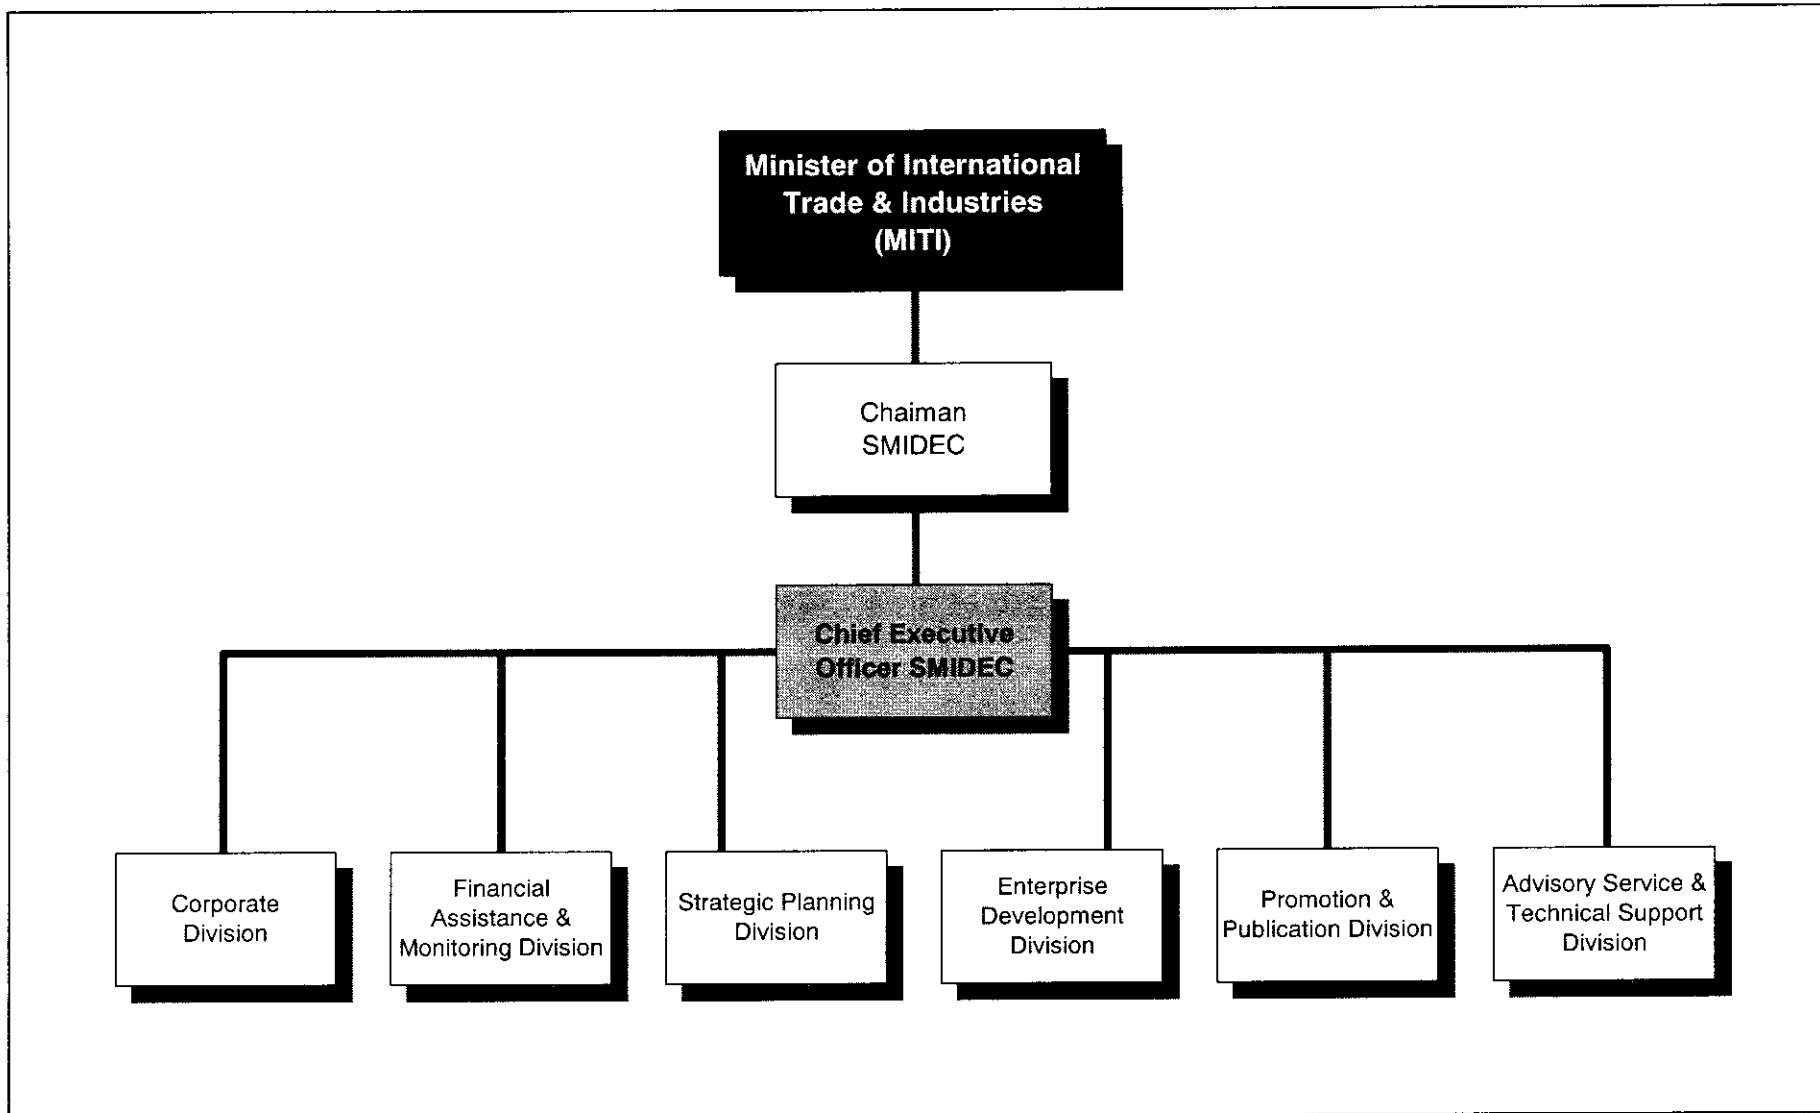 Minister of International
Trade & Industries
(MITI)
Chaiman
SMIDEC
Chief Executive
Officer SMIDEC
Corporate
Division
Financial
Assistance &
Monitoring Division
Strategic Planning
Division
Enterprise
Development
Division
Promotion &
Publication Division
Advisory Service &
Technical Support
Division